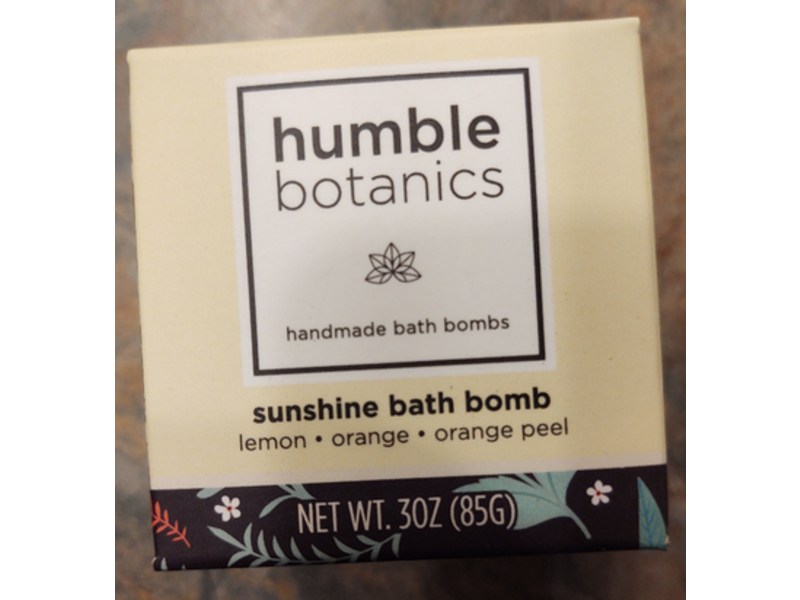 humble
botanics
handmade bath bombs
sunshine bath bomb
lemon • orange • orange peel
NET WT. 3OZ (85G)